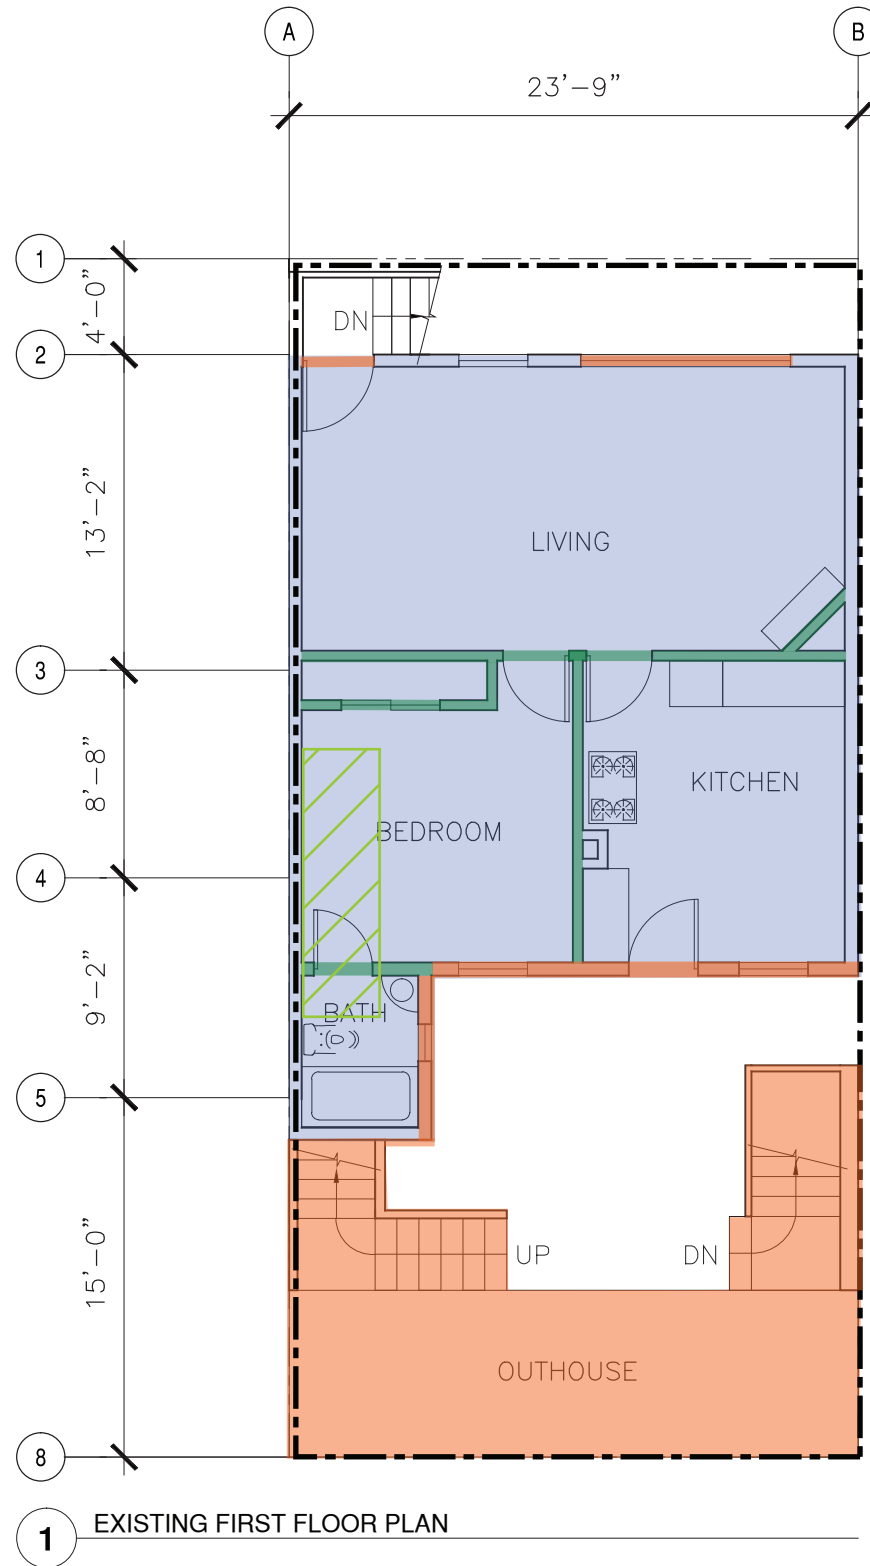 A
B
23'-9"
1
4'-0"
DN
2
13'-2"
LIVING
3
8'-8"
KITCHEN
BEDROOM
4
9'-2"
BATH
5
15'-0"
UP
DN
OUTHOUSE
8
1 EXISTING FIRST FLOOR PLAN